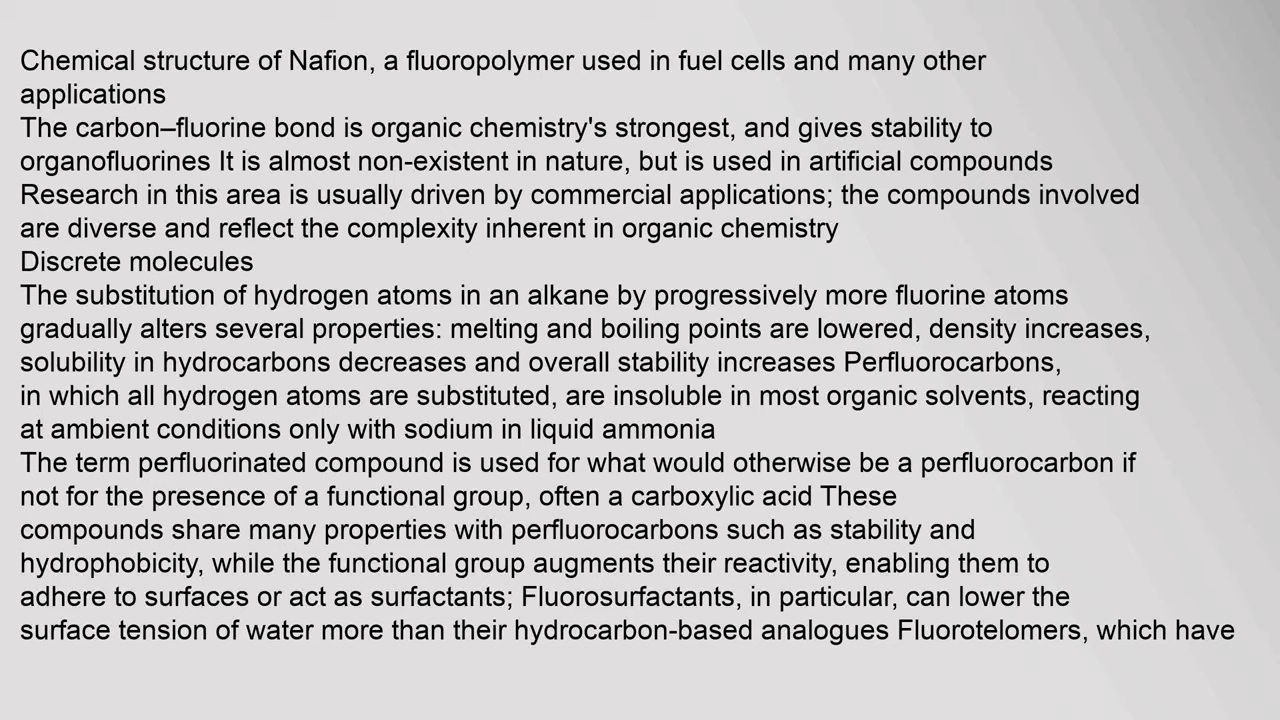 Chemical structure of Nafion, a fluoropolymer used in fuel cells and many other
applications
The carbon–fluorine bond is organic chemistry's strongest, and gives stability to
organofluorines It is almost non-existent in nature, but is used in artificial compounds
Research in this area is usually driven by commercial applications; the compounds involved
are diverse and reflect the complexity inherent in organic chemistry
Discrete molecules
The substitution of hydrogen atoms in an alkane by progressively more fluorine atoms
gradually alters several properties: melting and boiling points are lowered, density increases,
solubility in hydrocarbons decreases and overall stability increases Perfluorocarbons,
in which all hydrogen atoms are substituted, are insoluble in most organic solvents, reacting
at ambient conditions only with sodium in liquid ammonia
The term perfluorinated compound is used for what would otherwise be a perfluorocarbon if
not for the presence of a functional group, often a carboxylic acid These
compounds share many properties with perfluorocarbons such as stability and
hydrophobicity, while the functional group augments their reactivity, enabling them to
adhere to surfaces or act as surfactants; Fluorosurfactants, in particular, can lower the
surface tension of water more than their hydrocarbon-based analogues Fluorotelomers, which have